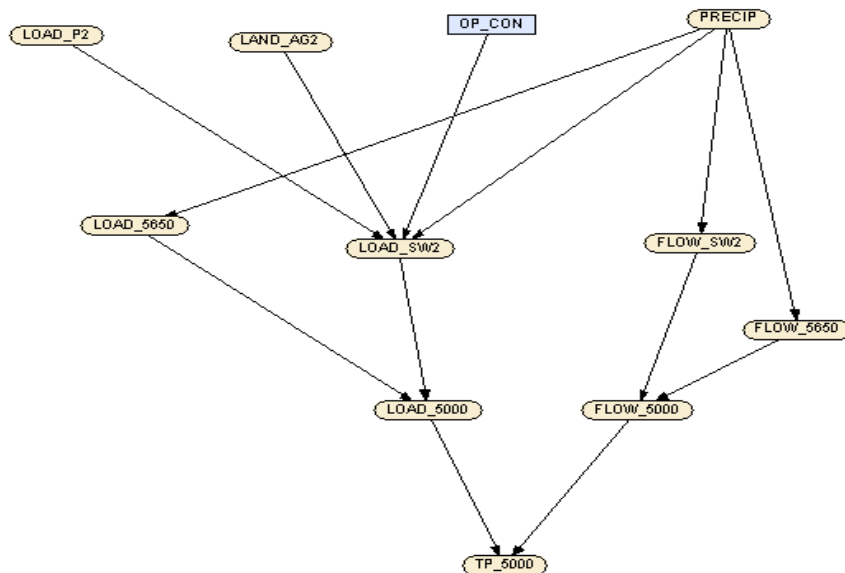 LOAD_P2
LAND_AG2
OP_CON
PRECIP
LOAD_5650
LOAD_SW2
FLOW_SW2
FLOW_5650
LOAD_5000
FLOW_5000
TP_5000